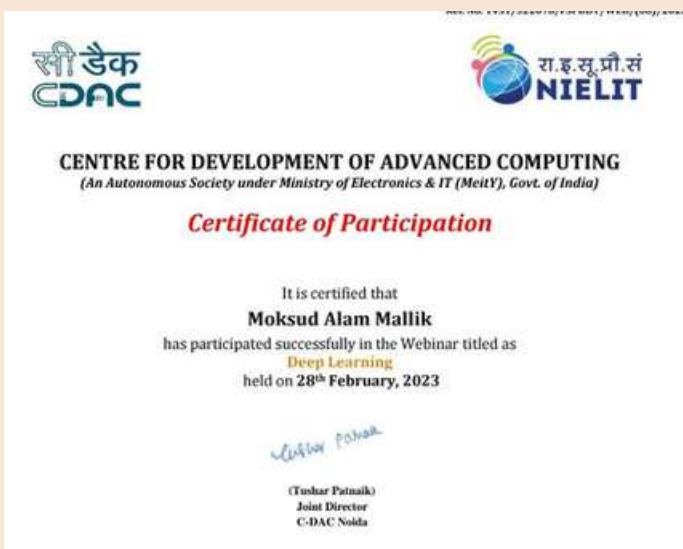 सी डैक
CDAC
रा.इ.सू.प्रौ.सं
NIELIT
CENTRE FOR DEVELOPMENT OF ADVANCED COMPUTING
(An Autonomous Society under Ministry of Electronics & IT (MeitY), Govt. of India)
Certificate of Participation
It is certified that
Moksud Alam Mallik
has participated successfully in the Webinar titled as
Deep Learning
held on 28th February, 2023
(Tushar Patnaik)
Joint Director
C-DAC Noida